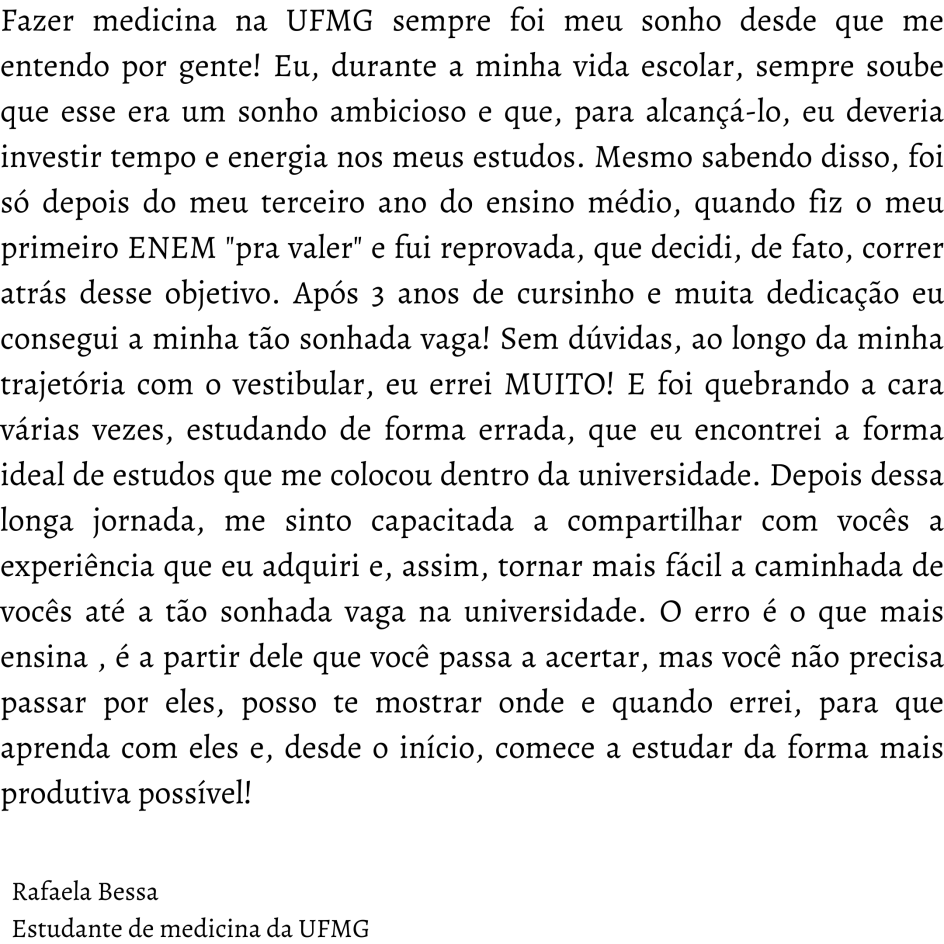 Fazer medicina na UFMG sempre foi meu sonho desde que me
entendo por gente! Eu, durante a minha vida escolar, sempre soube
que esse era um sonho ambicioso e que, para alcançá-lo, eu deveria
investir tempo e energia nos meus estudos. Mesmo sabendo disso, foi
só depois do meu terceiro ano do ensino médio, quando fiz o meu
primeiro ENEM "pra valer" e fui reprovada, que decidi, de fato, correr
atrás desse objetivo. Após 3 anos de cursinho e muita dedicação eu
consegui a minha tão sonhada vaga! Sem dúvidas, ao longo da minha
trajetória com o vestibular, eu errei MUITO! E foi quebrando a cara
várias vezes, estudando de forma errada, que eu encontrei a forma
ideal de estudos que me colocou dentro da universidade. Depois dessa
longa jornada, me sinto capacitada a compartilhar com vocês a
experiência que eu adquiri e, assim, tornar mais fácil a caminhada de
vocês até a tão sonhada vaga na universidade. O erro é o que mais
ensina , é a partir dele que você passa a acertar, mas você não precisa
passar por eles, posso te mostrar onde e quando errei, para que
aprenda com eles e, desde o início, comece a estudar da forma mais
produtiva possível!
Rafaela Bessa
Estudante de medicina da UFMG